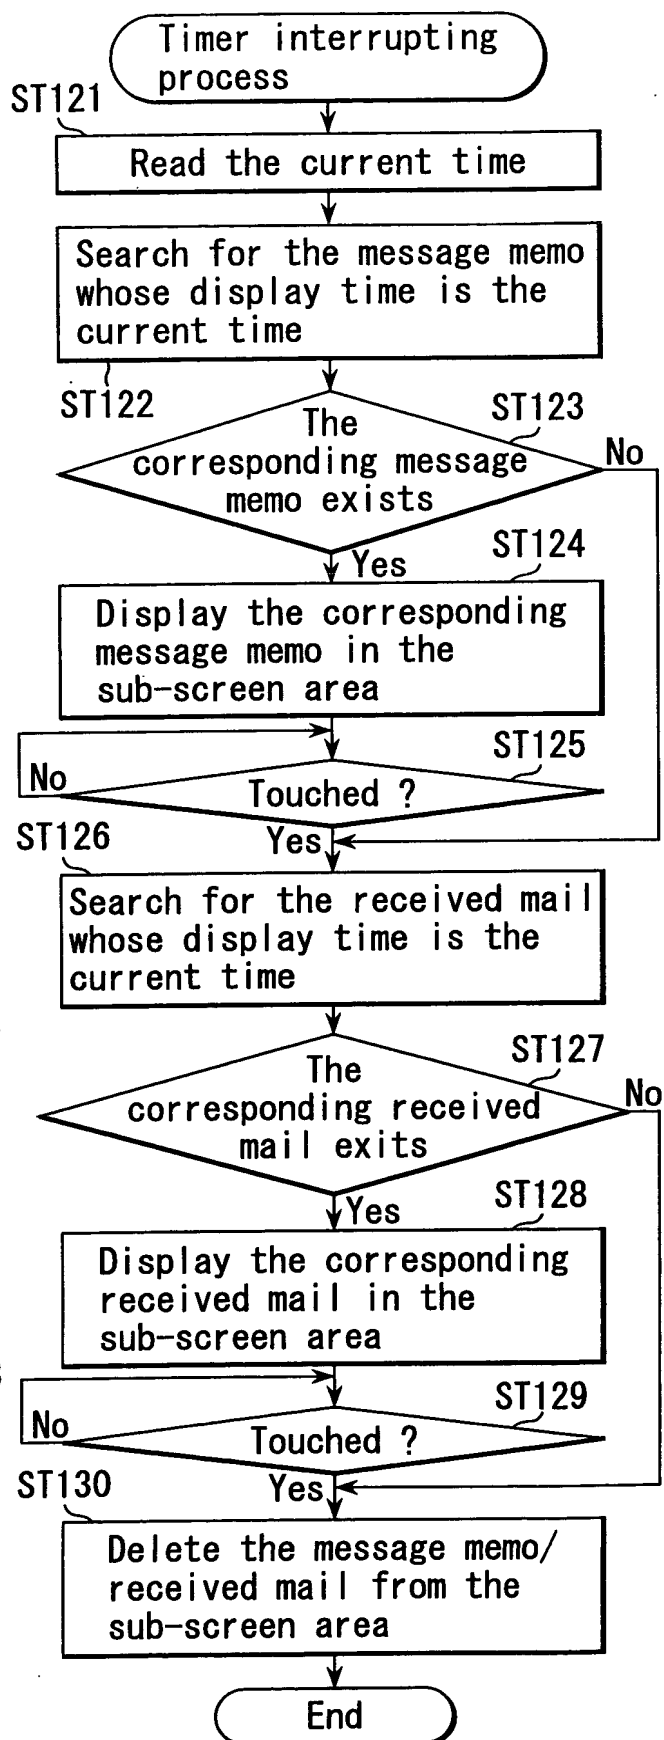 Timer interrupting
process
ST121
Read the current time
Search for the message memo
whose display time is the
current time
ST122
ST123
The
corresponding message
memo exists
No
Yes
ST124
Display the corresponding
message memo in the
sub-screen area
ST125
No
Touched ?
Yes
ST126
Search for the received mail
whose display time is the
current time
ST127
The
corresponding received
mail exits
No
Yes
ST128
Display the corresponding
received mail in the
sub-screen area
ST129
No
Touched ?
Yes
ST130
Delete the message memo/
received mail from the
sub-screen area
End